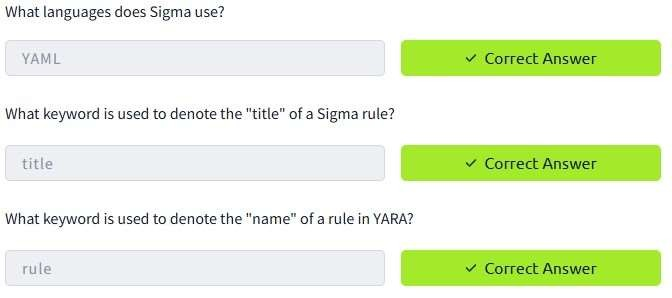 What languages does Sigma use?
YAML
✓ Correct Answer
What keyword is used to denote the "title" of a Sigma rule?
title
✓ Correct Answer
What keyword is used to denote the "name" of a rule in YARA?
rule
✓ Correct Answer